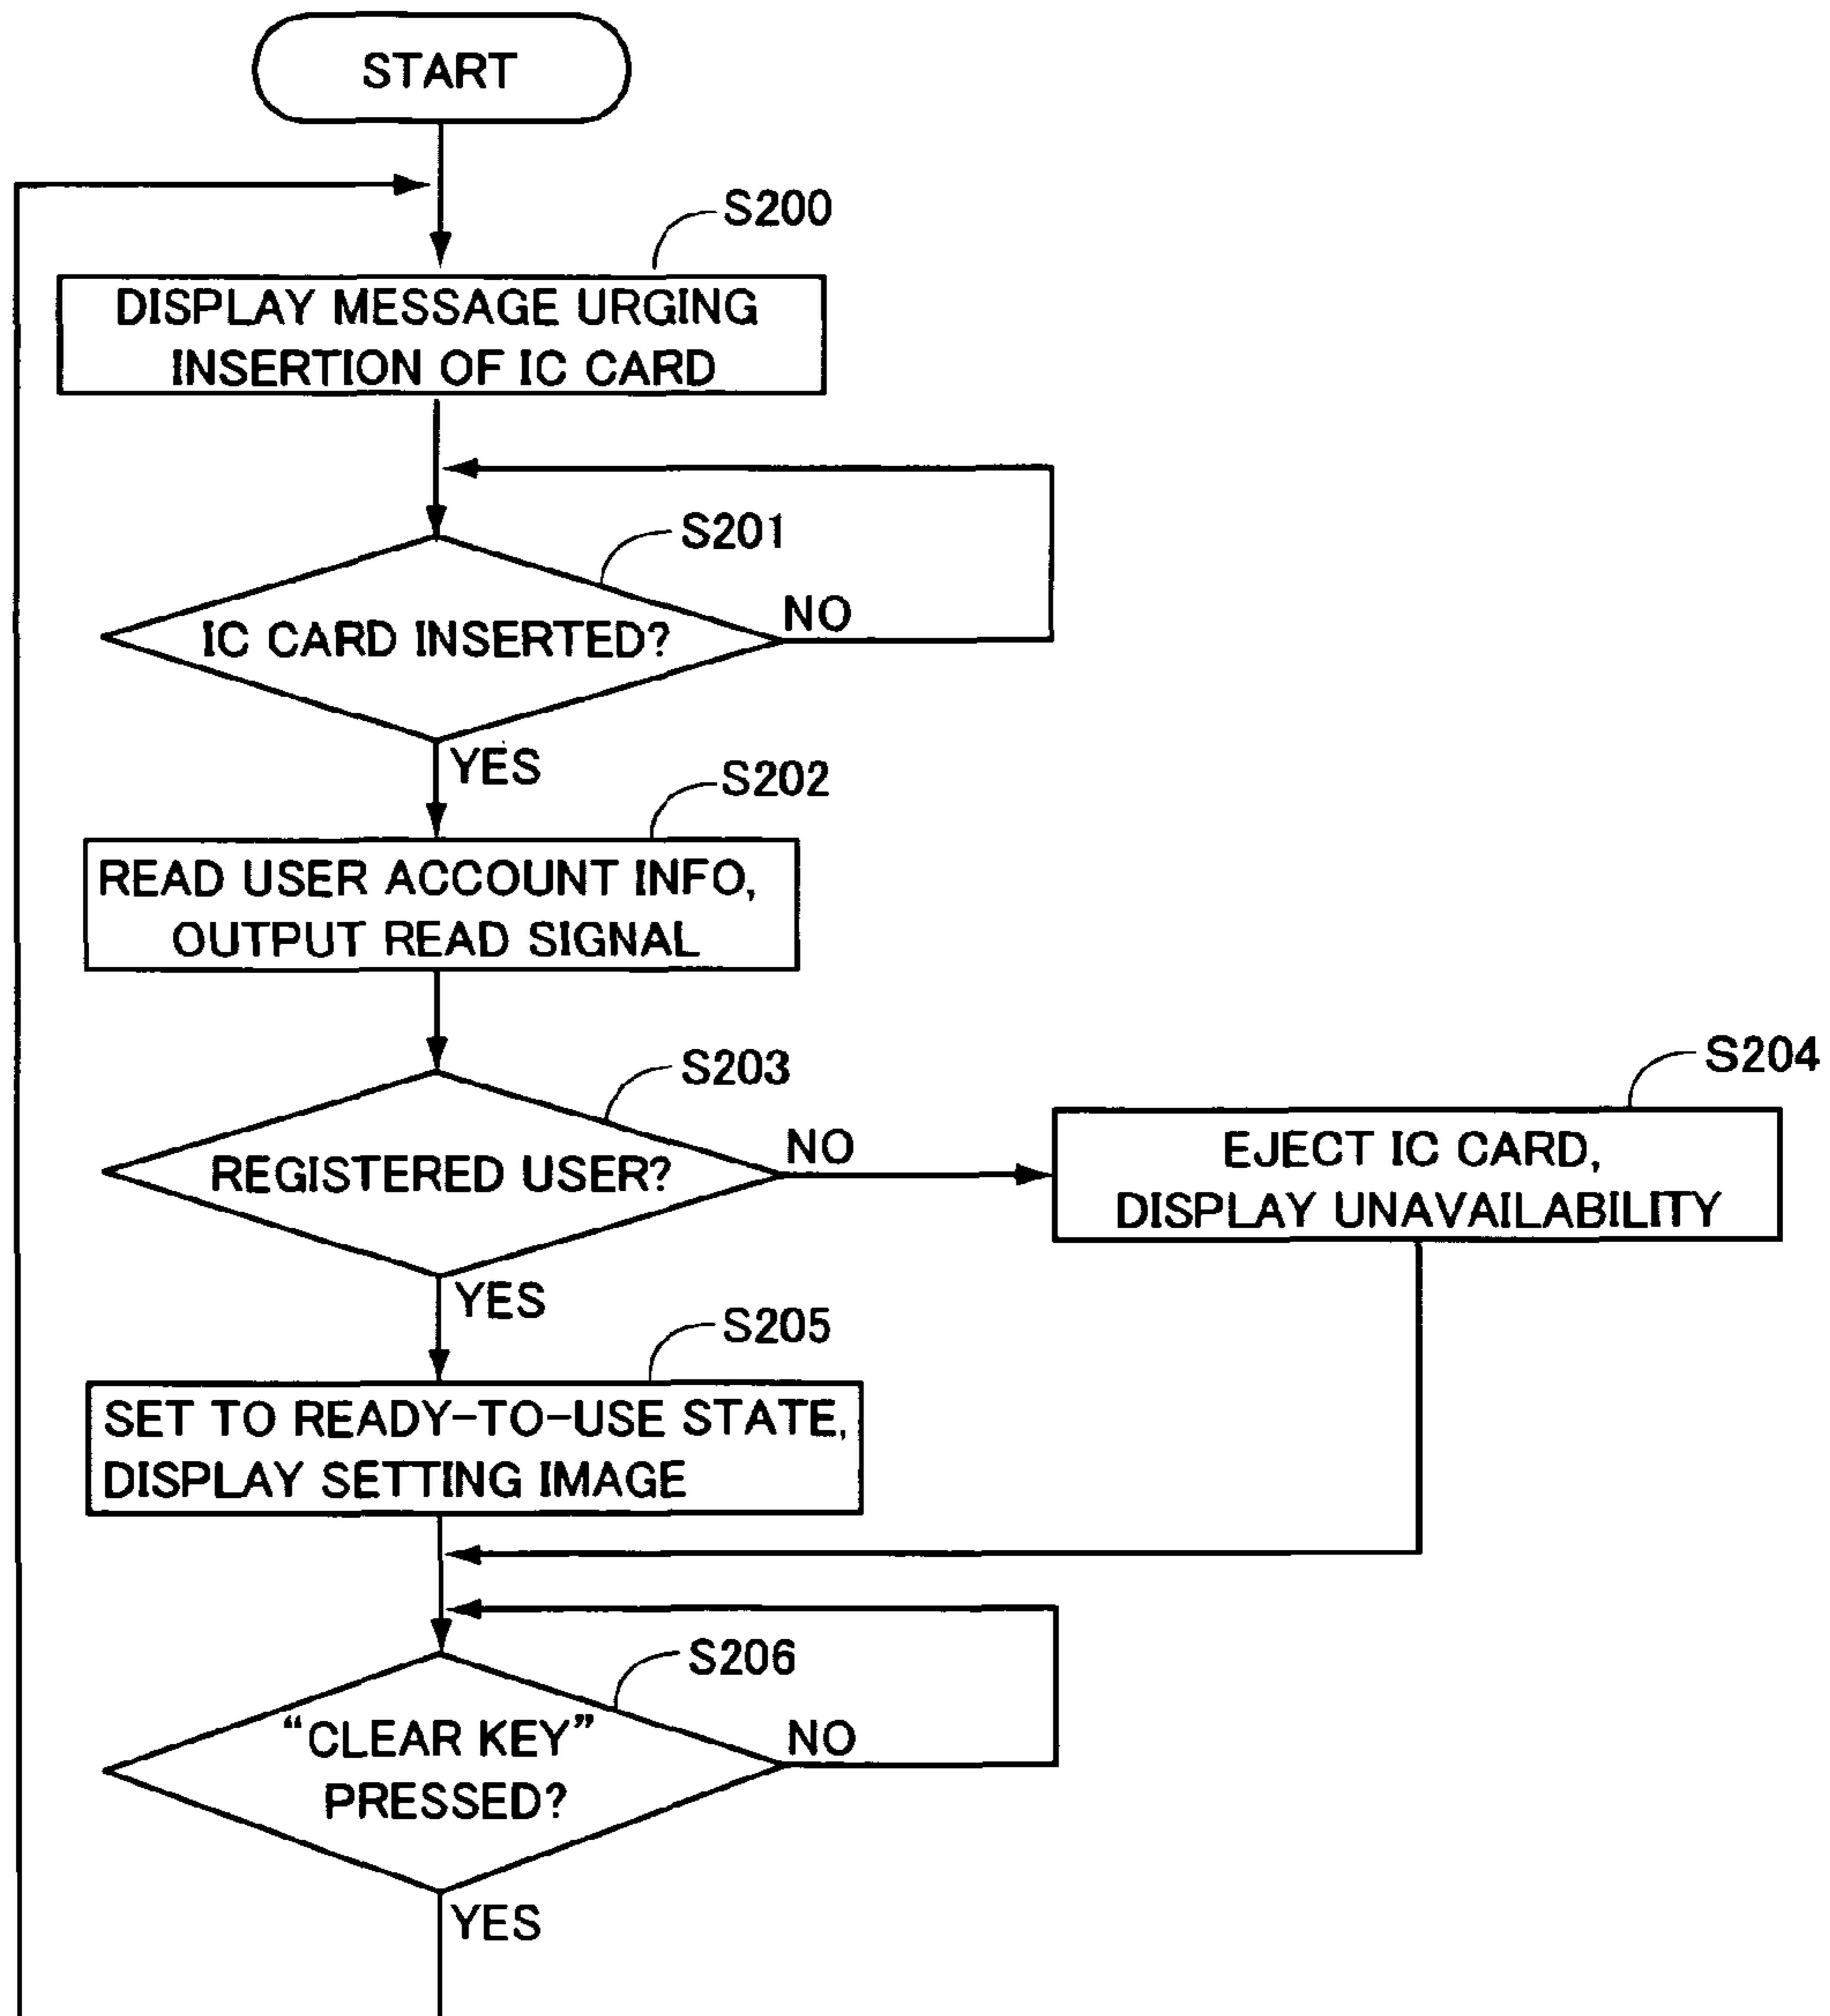 START
S200
DISPLAY MESSAGE URGING
INSERTION OF IC CARD
S201
IC CARD INSERTED?
NO
YES
S202
READ USER ACCOUNT INFO,
OUTPUT READ SIGNAL
S203
REGISTERED USER?
NO
S204
EJECT IC CARD,
DISPLAY UNAVAILABILITY
YES
S205
SET TO READY-TO-USE STATE,
DISPLAY SETTING IMAGE
S206
“CLEAR KEY”
PRESSED?
NO
YES